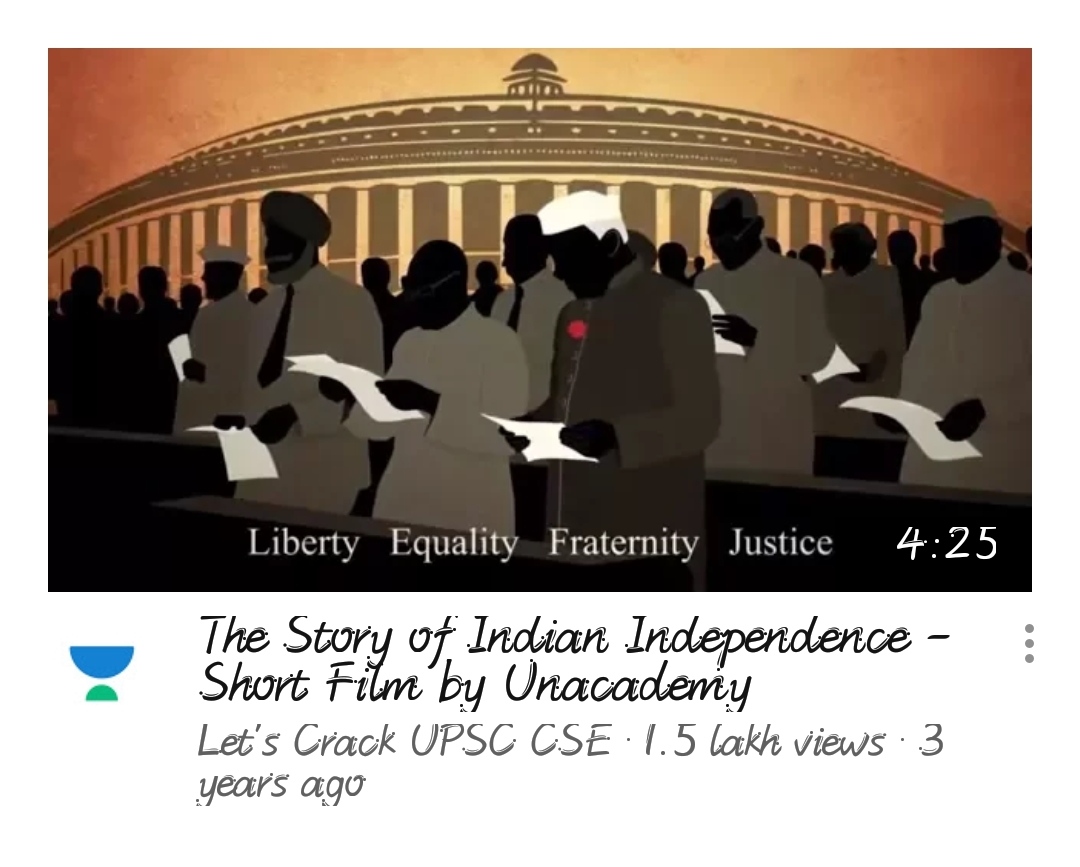 Liberty Equality Fraternity Justice
4:25
The Story of Indian Independence -
Short Film by Unacademy
Let's Crack UPSC CSE · 1.5 lakh views · 3
years ago